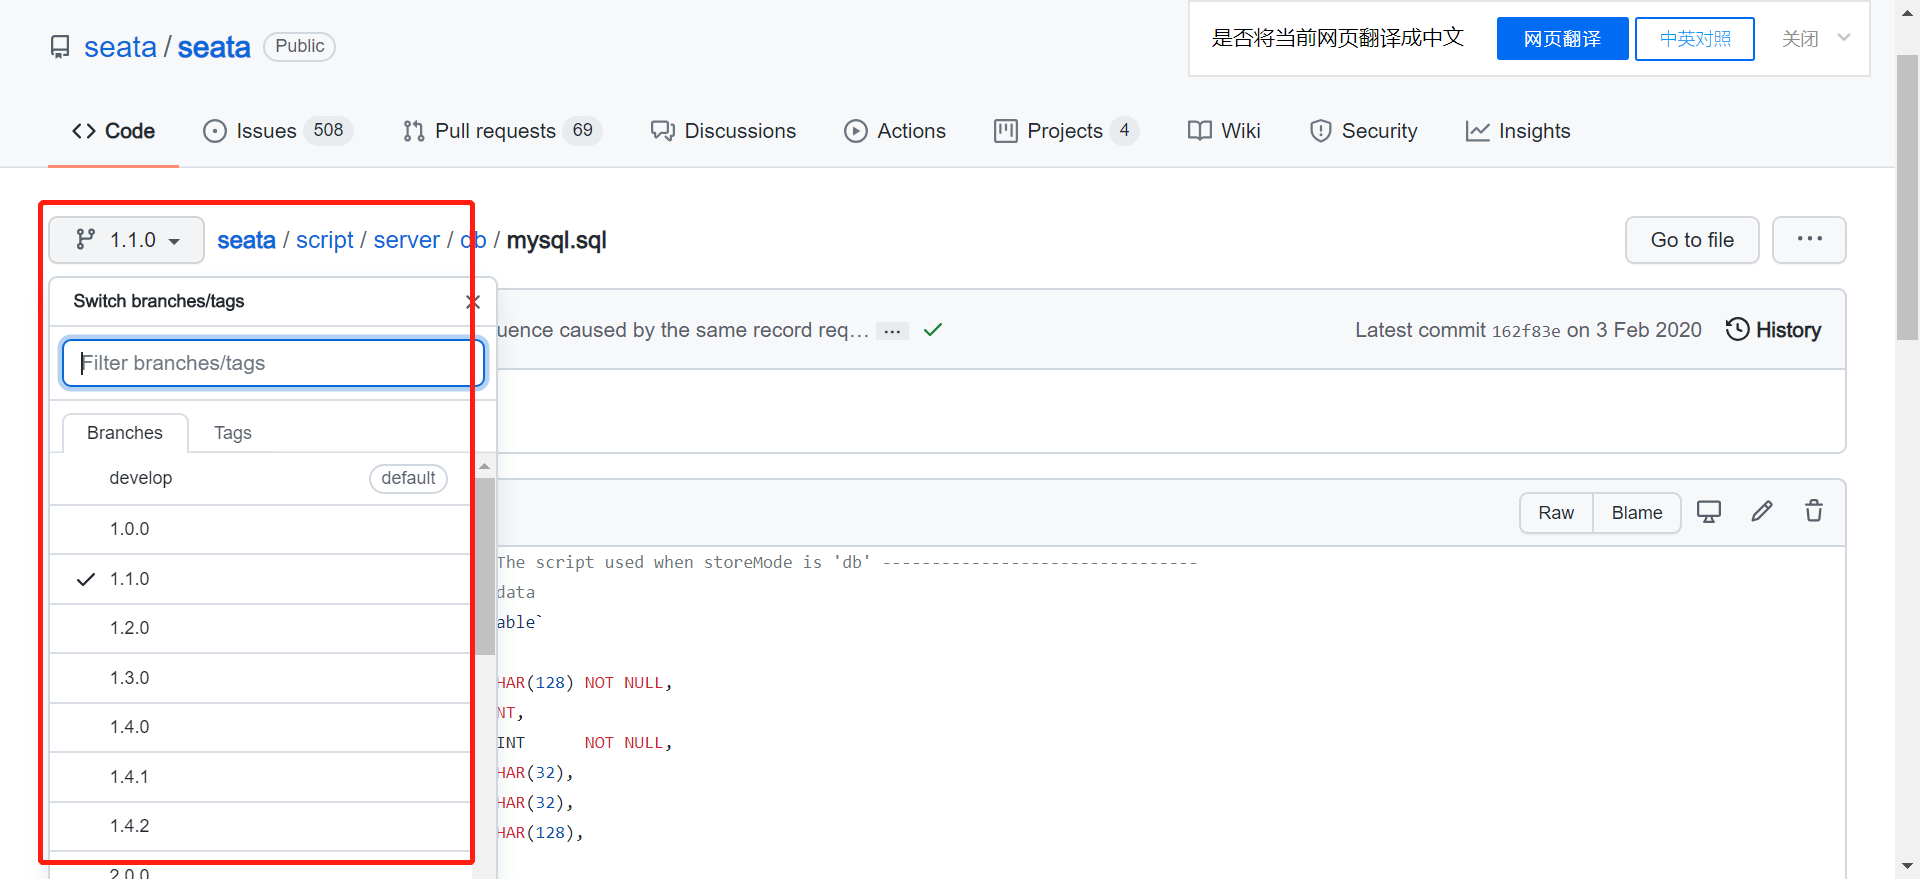 seata / seata Public
是否将当前网页翻译成中文 网页翻译 中英对照 关闭
Code Issues 508 Pull requests 69 Discussions Actions Projects 4 Wiki Security Insights
1.1.0 seata / script / server / db / mysql.sql Go to file ...
Switch branches/tags
uence caused by the same record req… ... Latest commit 162f83e on 3 Feb 2020 History
Filter branches/tags
Branches Tags
develop default
1.0.0
1.1.0
1.2.0
1.3.0
1.4.0
1.4.1
1.4.2
2.0.0
Raw Blame
The script used when storeMode is 'db' --------------------------------
data
able`
HAR(128) NOT NULL,
NT,
INT NOT NULL,
HAR(32),
HAR(32),
HAR(128),